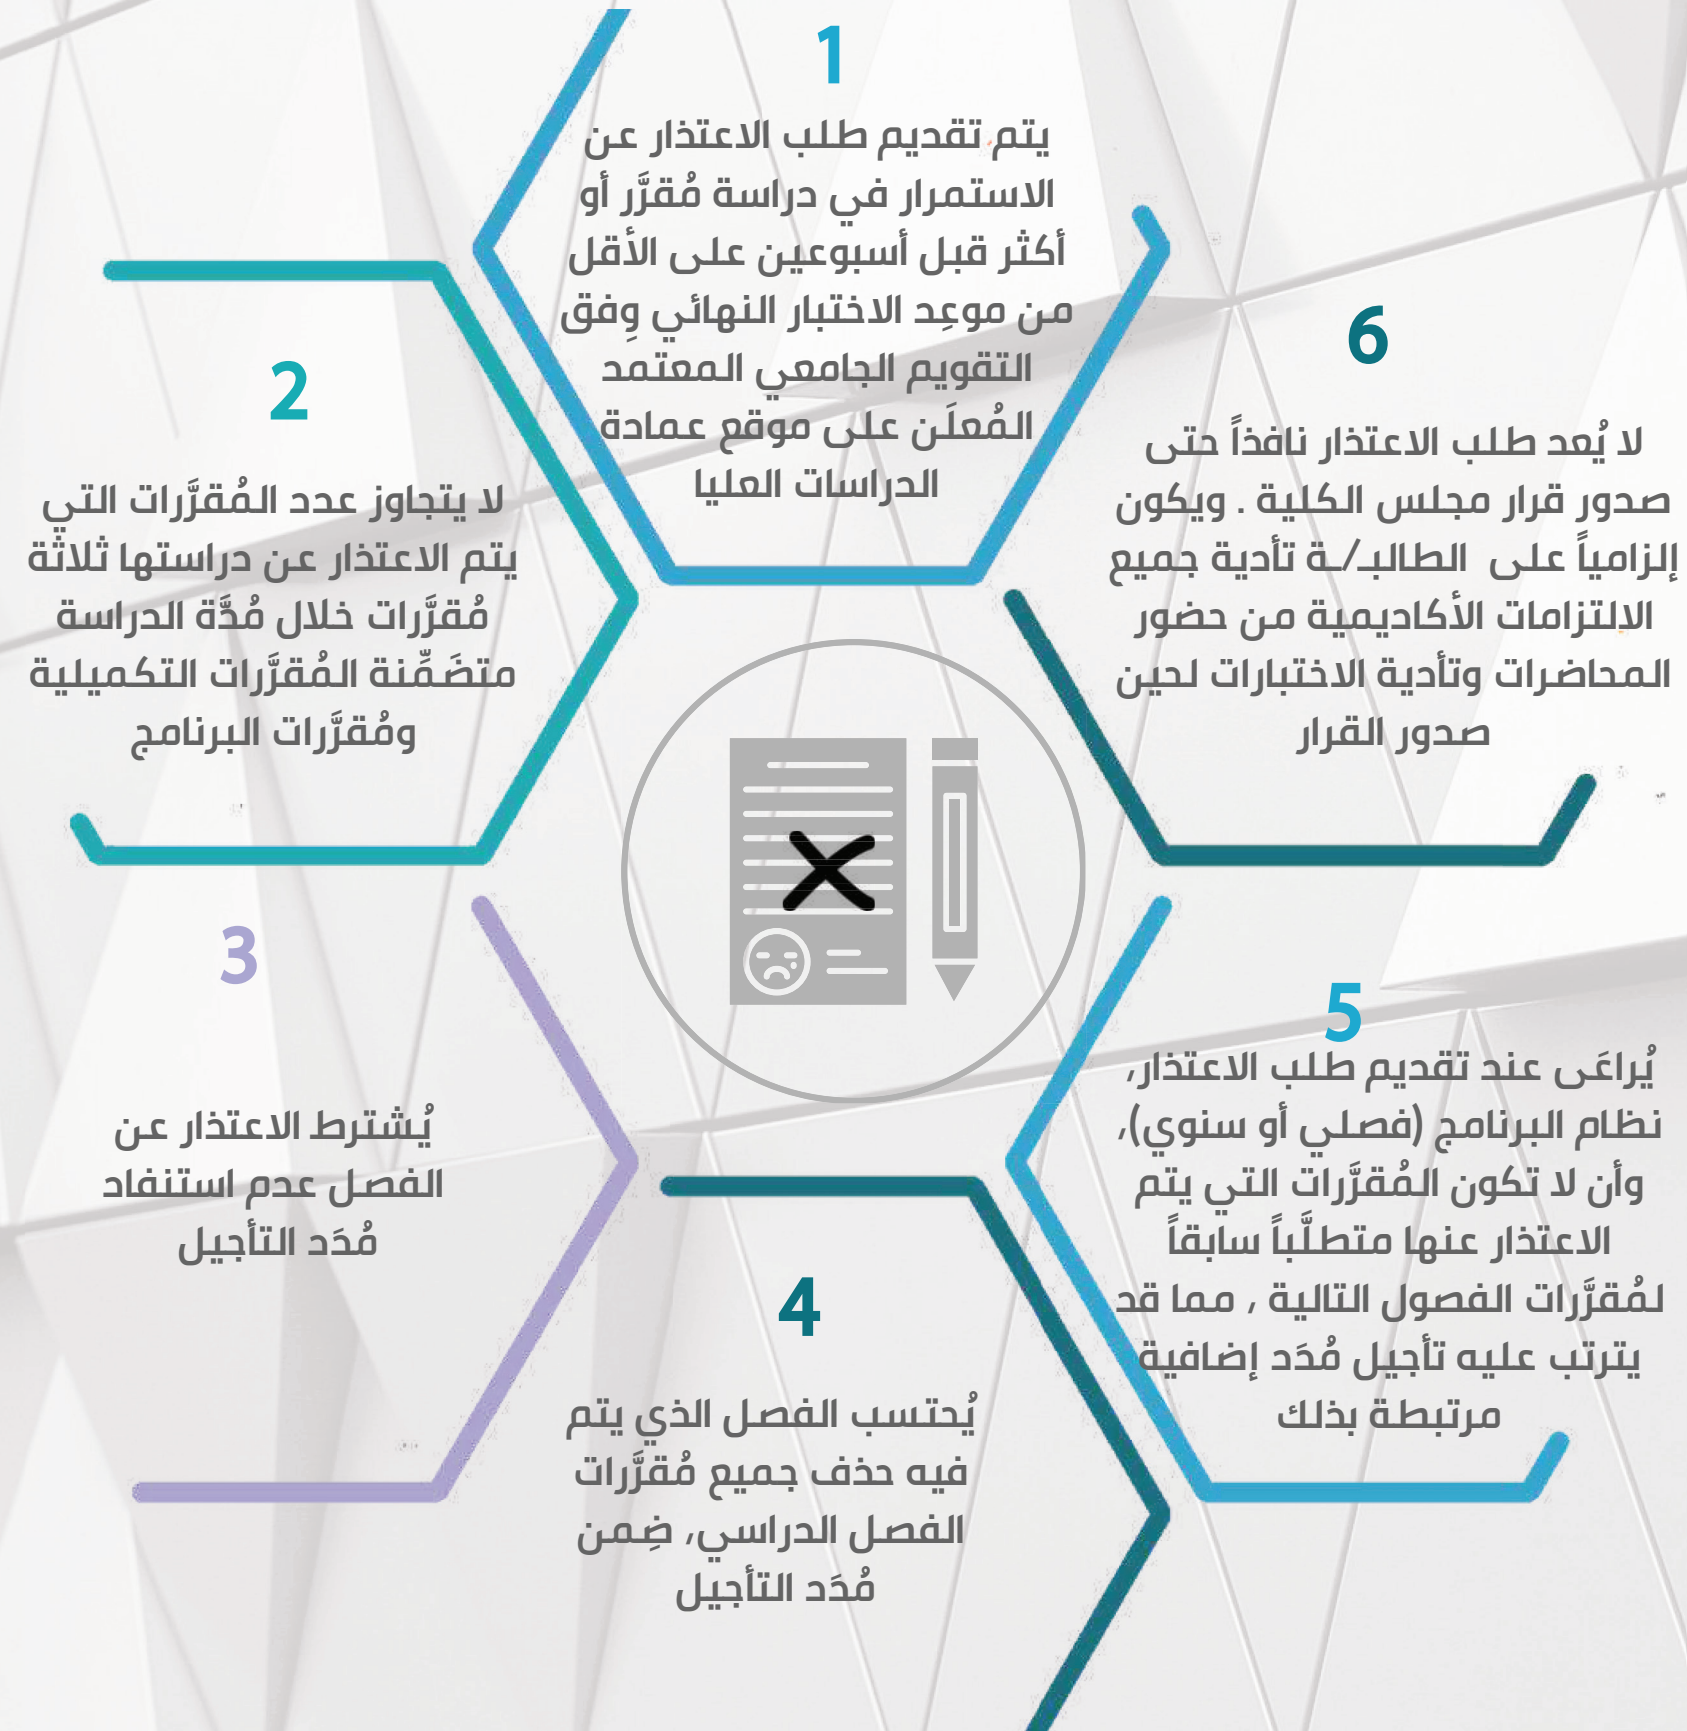 1
يتم تقديم طلب الاعتذار عن
الاستمرار في دراسة مُقرَّر أو
أكثر قبل أسبوعين على الأقل
من موعِد الاختبار النهائي وِفق
التقويم الجامعي المعتمد
المُعلَن على موقع عمادة
الدراسات العليا
2
لا يتجاوز عدد المُقرَّرات التي
يتم الاعتذار عن دراستها ثلاثة
مُقرَّرات خلال مُدَّة الدراسة
متضَمِّنة المُقرَّرات التكميلية
ومُقرَّرات البرنامج
3
يُشترط الاعتذار عن
الفصل عدم استنفاد
مُدَد التأجيل
4
يُحتسب الفصل الذي يتم
فيه حذف جميع مُقرَّرات
الفصل الدراسي، ضِمن
مُدَد التأجيل
5
يُراعَى عند تقديم طلب الاعتذار،
نظام البرنامج (فصلي أو سنوي)،
وأن لا تكون المُقرَّرات التي يتم
الاعتذار عنها متطلَّباً سابقاً
لمُقرَّرات الفصول التالية ، مما قد
يترتب عليه تأجيل مُدَد إضافية
مرتبطة بذلك
6
لا يُعد طلب الاعتذار نافذاً حتى
صدور قرار مجلس الكلية . ويكون
إلزامياً على الطالبـ/ـة تأدية جميع
الالتزامات الأكاديمية من حضور
المحاضرات وتأدية الاختبارات لحين
صدور القرار